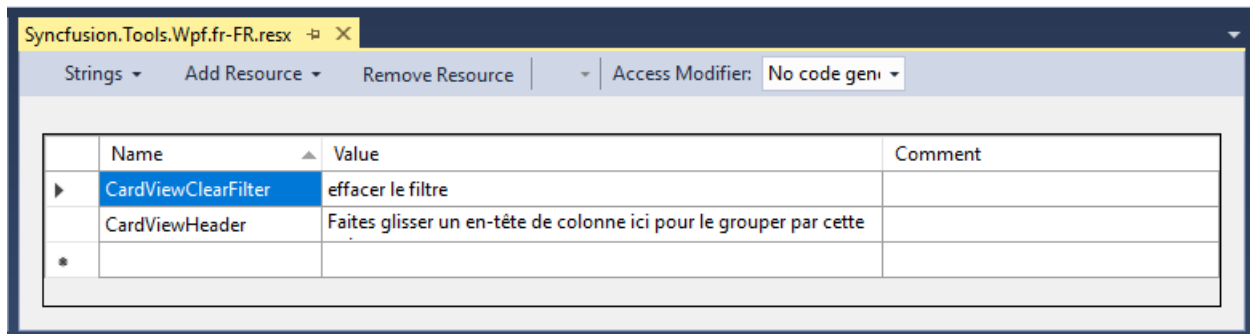 Syncfusion.Tools.Wpf.fr-FR.resx
Strings Add Resource Remove Resource Access Modifier: No code gen
Name Value Comment
CardViewClearFilter effacer le filtre
CardViewHeader Faites glisser un en-tête de colonne ici pour le grouper par cette